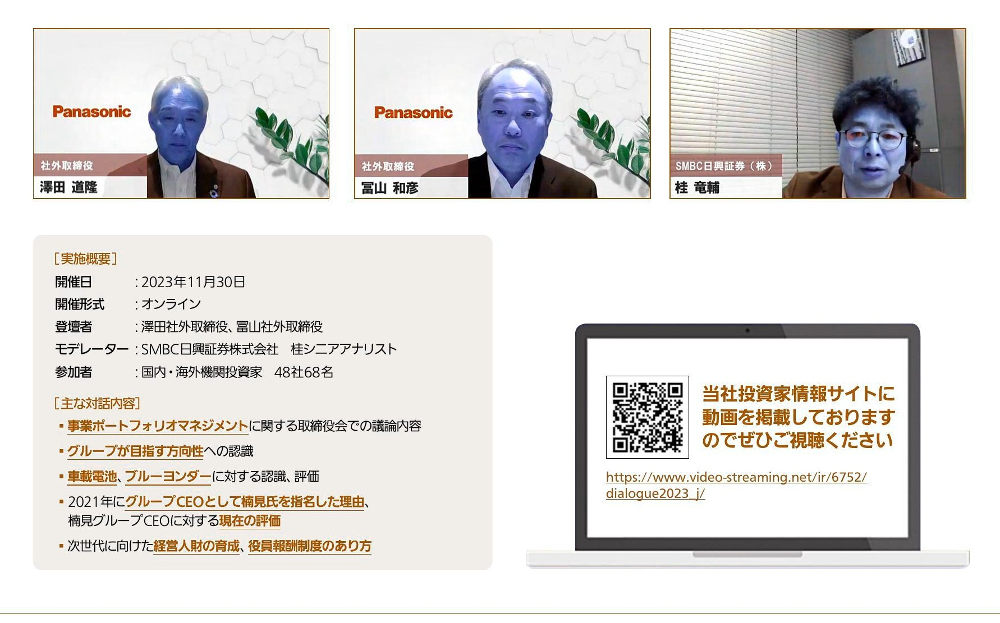 Panasonic
社外取締役
澤田 道隆
Panasonic
社外取締役
冨山 和彦
SMBC日興証券（株）
桂 竜輔
［実施概要］
開催日 : 2023年11月30日
開催形式 : オンライン
登壇者 : 澤田社外取締役、冨山社外取締役
モデレーター : SMBC日興証券株式会社　桂シニアアナリスト
参加者 : 国内・海外機関投資家　48社68名
［主な対話内容］
▪事業ポートフォリオマネジメントに関する取締役会での議論内容
▪グループが目指す方向性への認識
▪車載電池、ブルーヨンダーに対する認識、評価
▪2021年にグループCEOとして楠見氏を指名した理由、
楠見グループCEOに対する現在の評価
▪次世代に向けた経営人財の育成、役員報酬制度のあり方
当社投資家情報サイトに
動画を掲載しております
のでぜひご視聴ください
https://www.video-streaming.net/ir/6752/
dialogue2023_j/